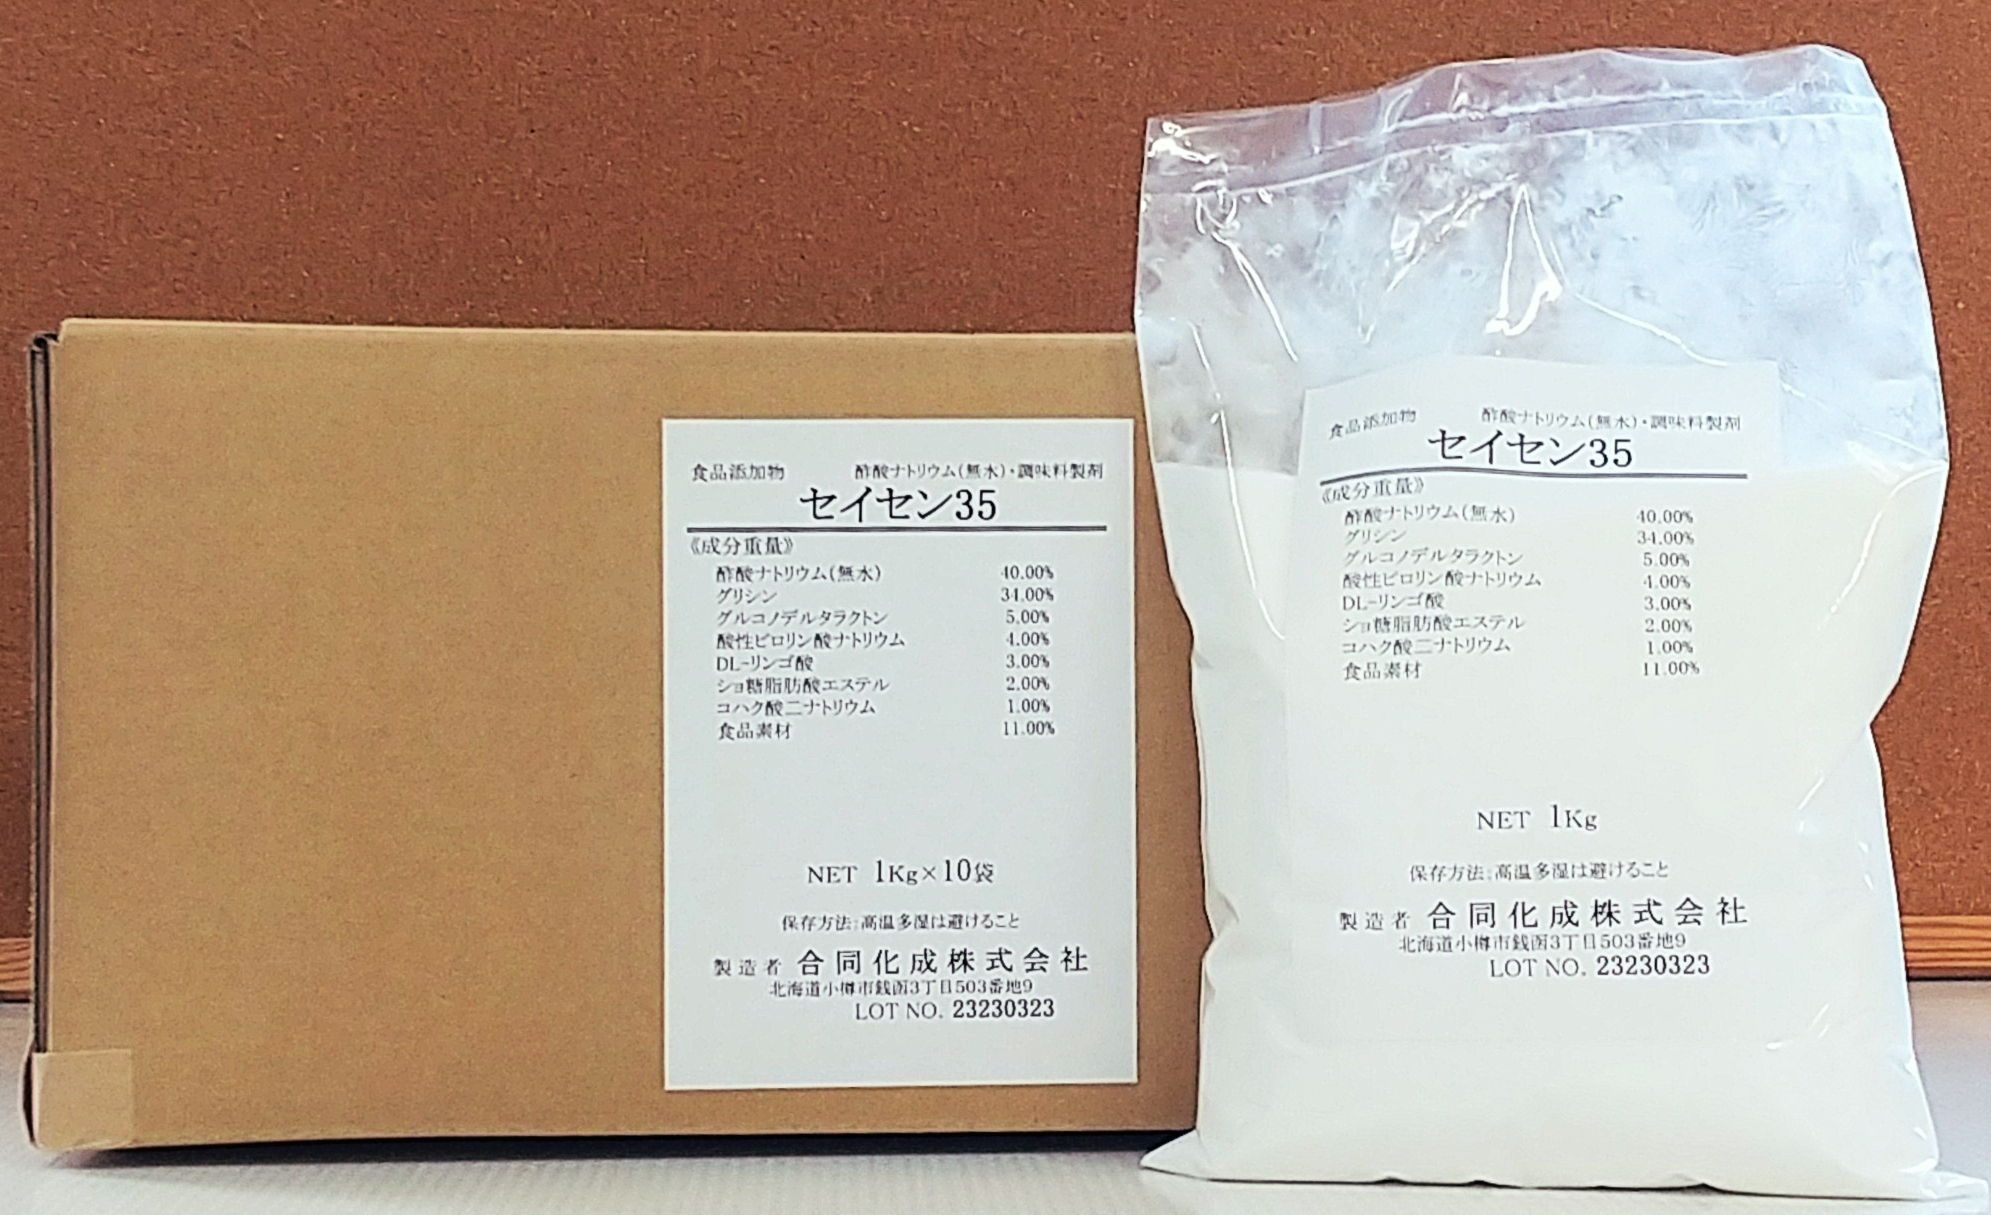 食品添加物 酢酸ナトリウム(無水)・調味料製剤
セイセン35
《成分重量》
酢酸ナトリウム(無水) 40.00%
グリシン 34.00%
グルコノデルタラクトン 5.00%
酸性ピロリン酸ナトリウム 4.00%
DL-リンゴ酸 3.00%
ショ糖脂肪酸エステル 2.00%
コハク酸二ナトリウム 1.00%
食品素材 11.00%
NET 1Kg×10袋
保存方法:高温多湿は避けること
製造者 合同化成株式会社
北海道小樽市銭函3丁目503番地9
LOT NO. 23230323
食品添加物 酢酸ナトリウム(無水)・調味料製剤
セイセン35
《成分重量》
酢酸ナトリウム(無水) 40.00%
グリシン 34.00%
グルコノデルタラクトン 5.00%
酸性ピロリン酸ナトリウム 4.00%
DL-リンゴ酸 3.00%
ショ糖脂肪酸エステル 2.00%
コハク酸二ナトリウム 1.00%
食品素材 11.00%
NET 1Kg
保存方法:高温多湿は避けること
製造者 合同化成株式会社
北海道小樽市銭函3丁目503番地9
LOT NO. 23230323